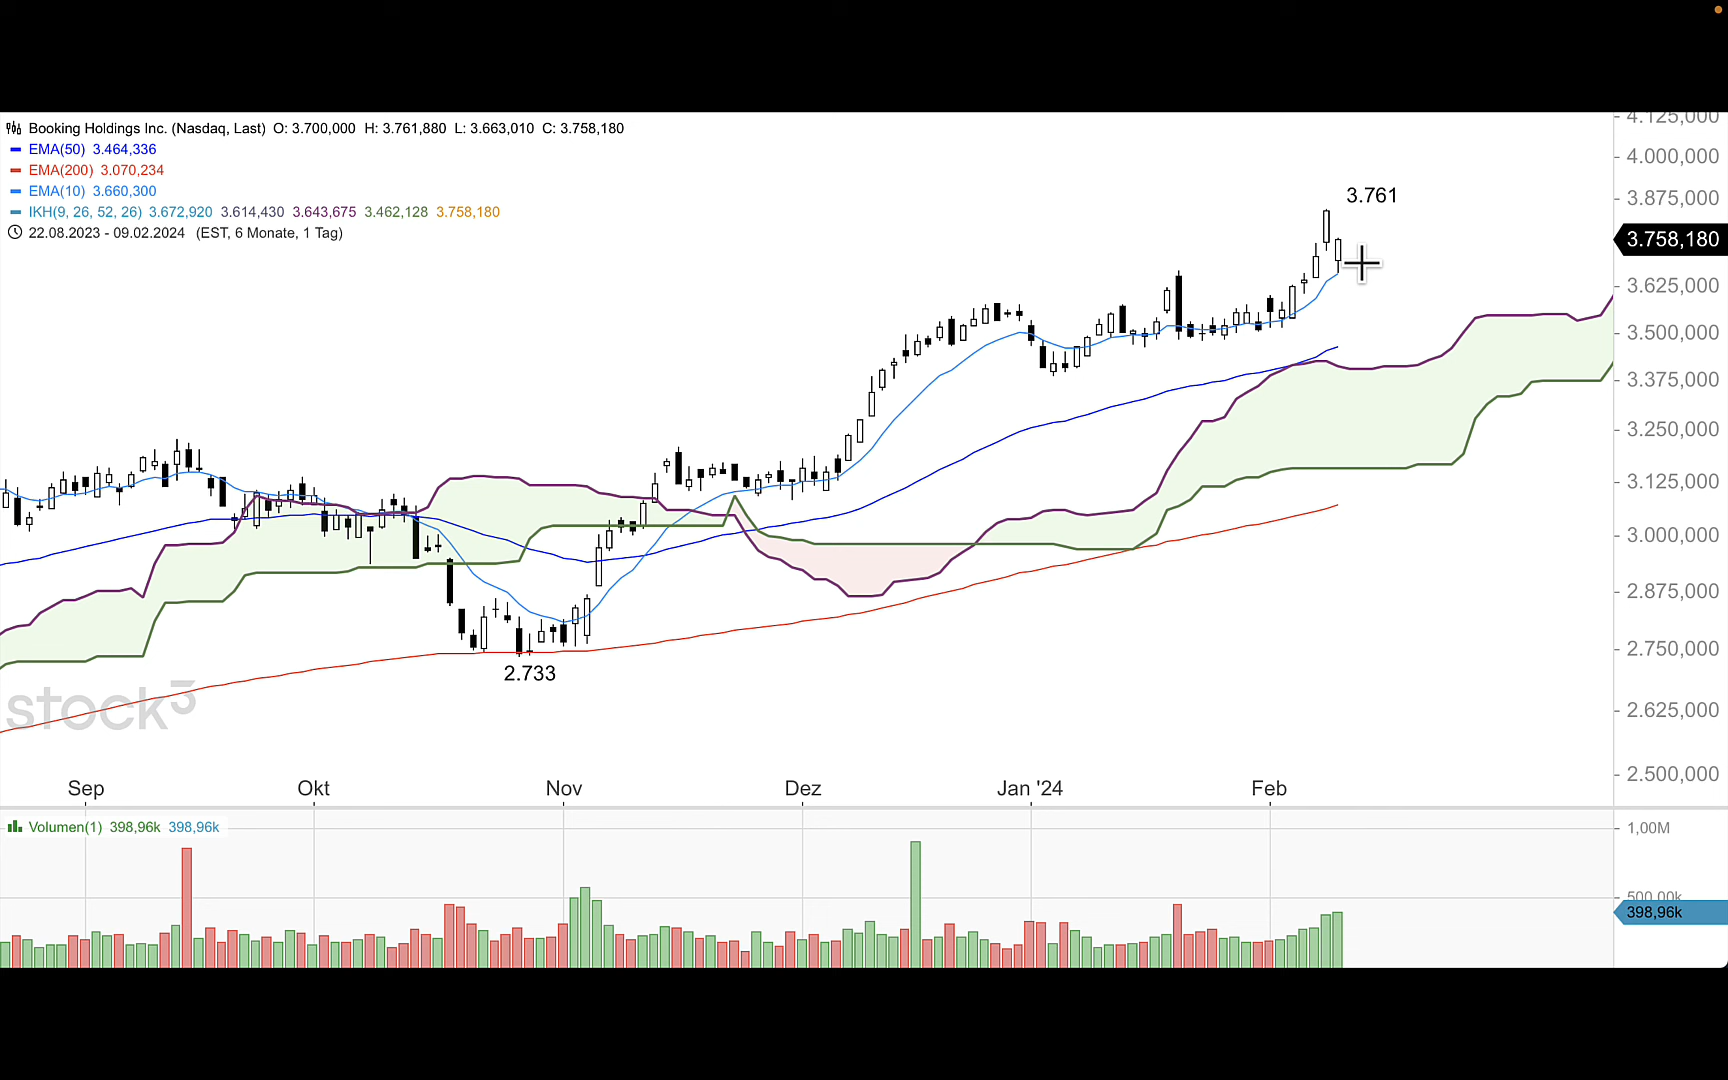 Booking Holdings Inc. (Nasdaq, Last) O: 3.700,000 H: 3.761,880 L: 3.663,010 C: 3.758,180
EMA(50) 3.464,336
EMA(200) 3.070,234
EMA(10) 3.660,300
IKH(9, 26, 52, 26) 3.672,920 3.614,430 3.643,675 3.462,128 3.758,180
22.08.2023 - 09.02.2024 (EST, 6 Monate, 1 Tag)
3.761
2.733
4.125,000
4.000,000
3.875,000
3.758,180
3.625,000
3.500,000
3.375,000
3.250,000
3.125,000
3.000,000
2.875,000
2.750,000
2.625,000
2.500,000
stock3
Sep Okt Nov Dez Jan '24 Feb
Volumen(1) 398,96k 398,96k
1,00M
500,00k
398,96k